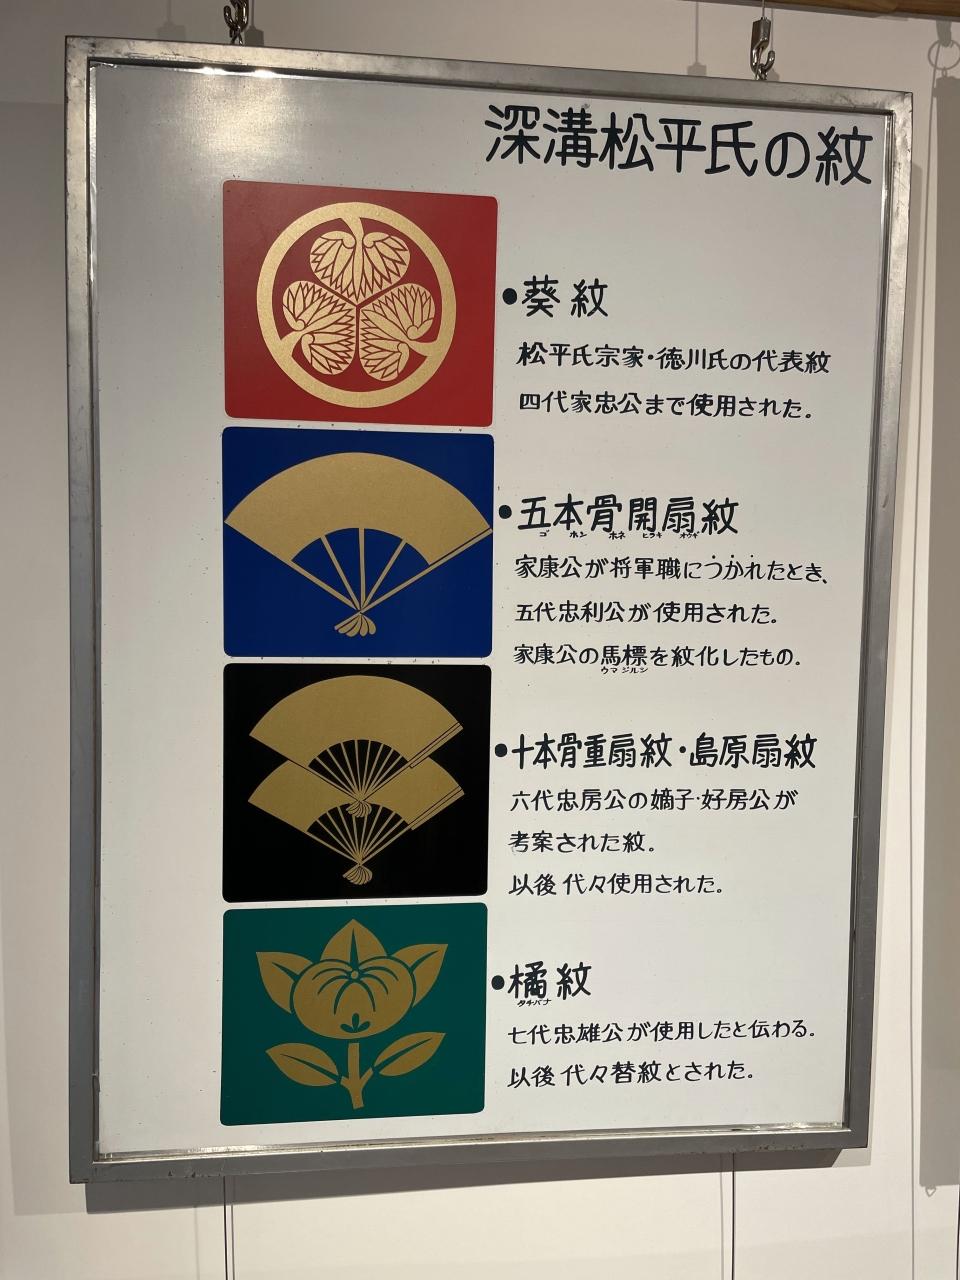 深溝松平氏の紋
•葵紋
松平氏宗家・徳川氏の代表紋
四代家忠公まで使用された。
•五本骨開扇紋
ゴ ホン ホネ ヒラキ オウギ
家康公が将軍職につかれたとき、
五代忠利公が使用された。
家康公の馬標を紋化したもの。
ウマジルシ
•十本骨重扇紋・島原扇紋
六代忠房公の嫡子・好房公が
考案された紋。
以後代々使用された。
•橘紋
タチバナ
七代忠雄公が使用したと伝わる。
以後代々替紋とされた。